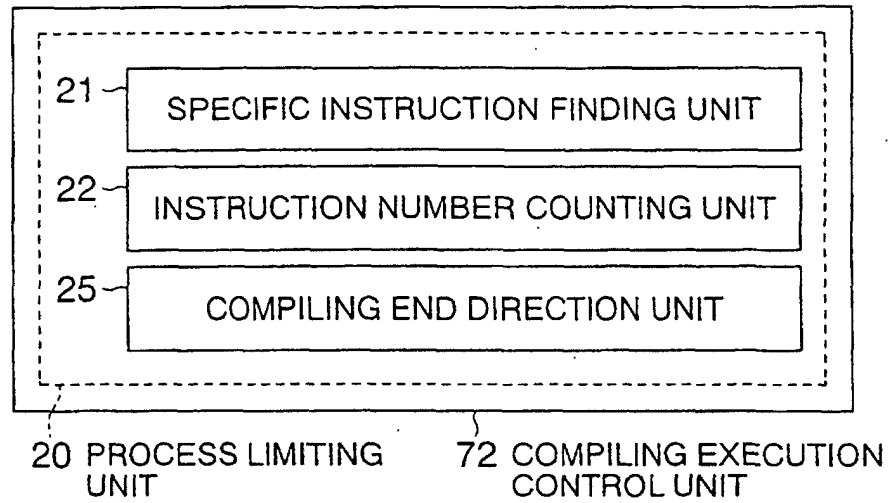 21 SPECIFIC INSTRUCTION FINDING UNIT
22 INSTRUCTION NUMBER COUNTING UNIT
25 COMPILING END DIRECTION UNIT
20 PROCESS LIMITING
UNIT
72 COMPILING EXECUTION
CONTROL UNIT